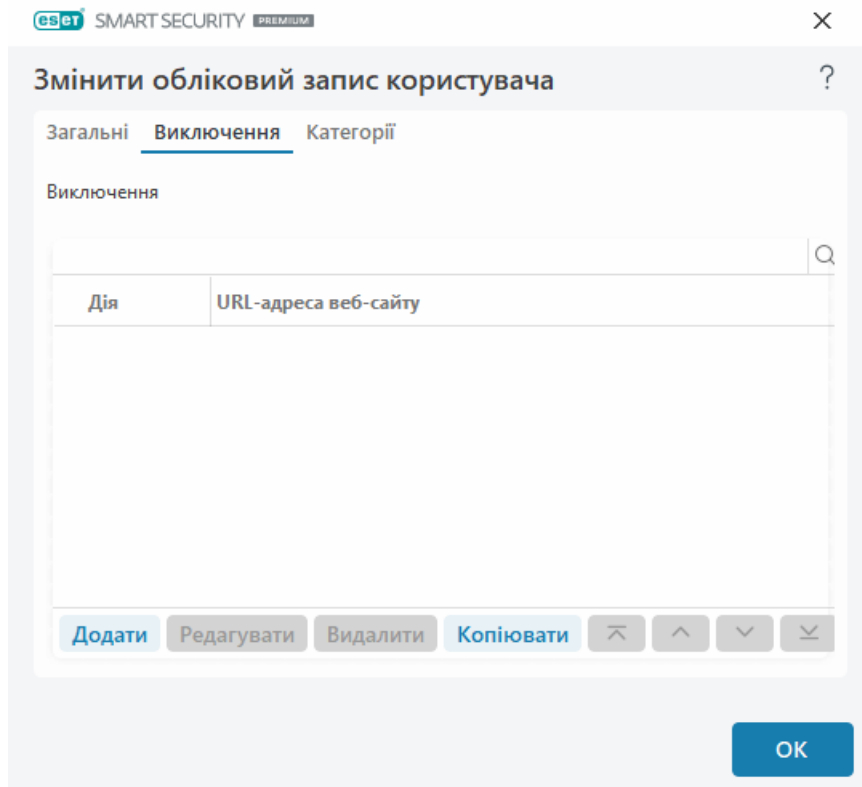 eset SMART SECURITY PREMIUM
Змінити обліковий запис користувача ?
Загальні Виключення Категорії
Виключення
Дія URL-адреса веб-сайту
Додати Редагувати Видалити Копіювати
ОК